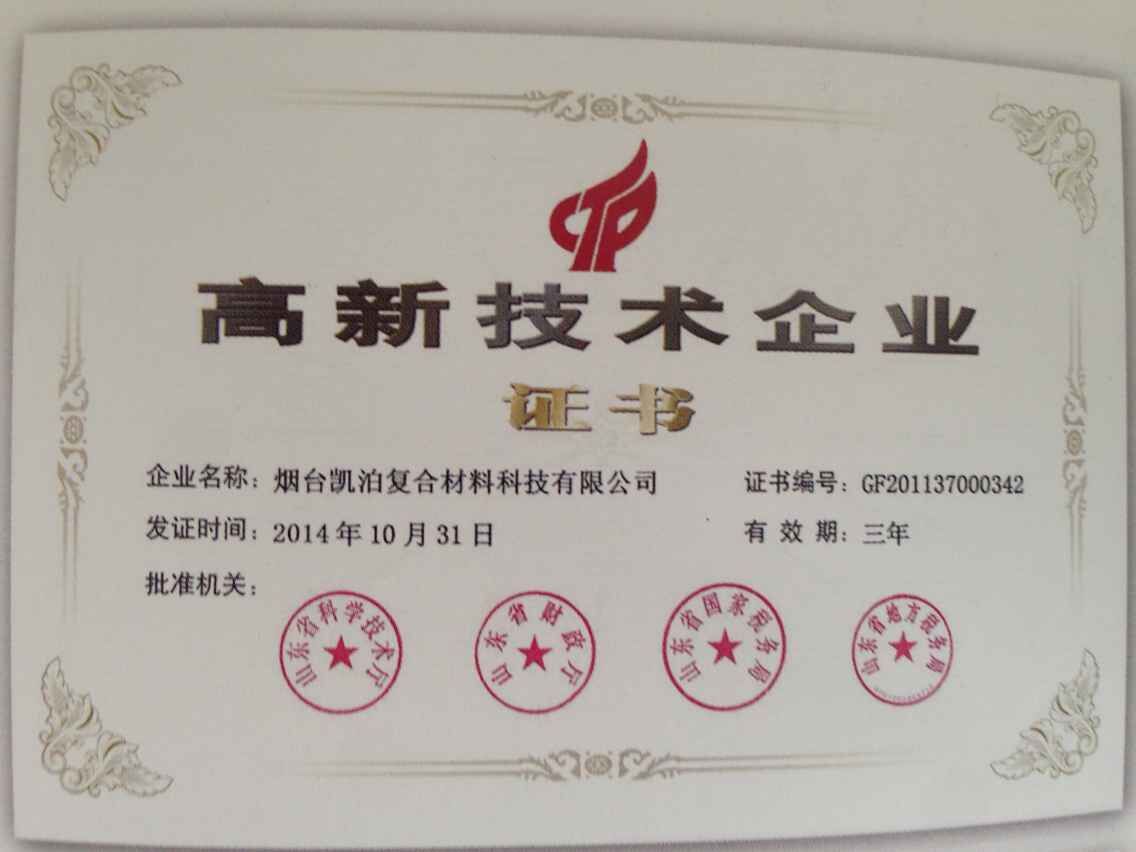 CTP
高新技术企业
证书
企业名称：烟台凯泊复合材料科技有限公司 证书编号：GF201137000342
发证时间：2014年10月31日 有效期：三年
批准机关：
山东省科学技术厅
山东省财政厅
山东省国家税务局
山东省地方税务局